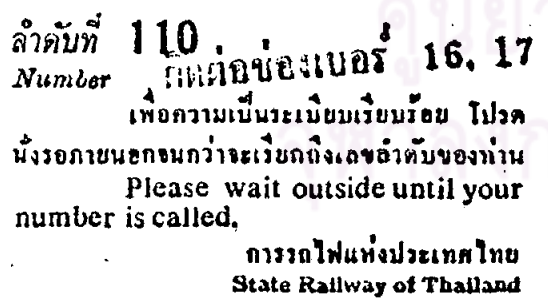 ลำดับที่ 110
Number ติดต่อช่องเบอร์ 16, 17
เพื่อความเป็นระเบียบเรียบร้อย โปรด
นั่งรอภายนอกจนกว่าจะเรียกถึงเลขลำดับของท่าน
Please wait outside until your
number is called,
การรถไฟแห่งประเทศไทย
State Railway of Thailand